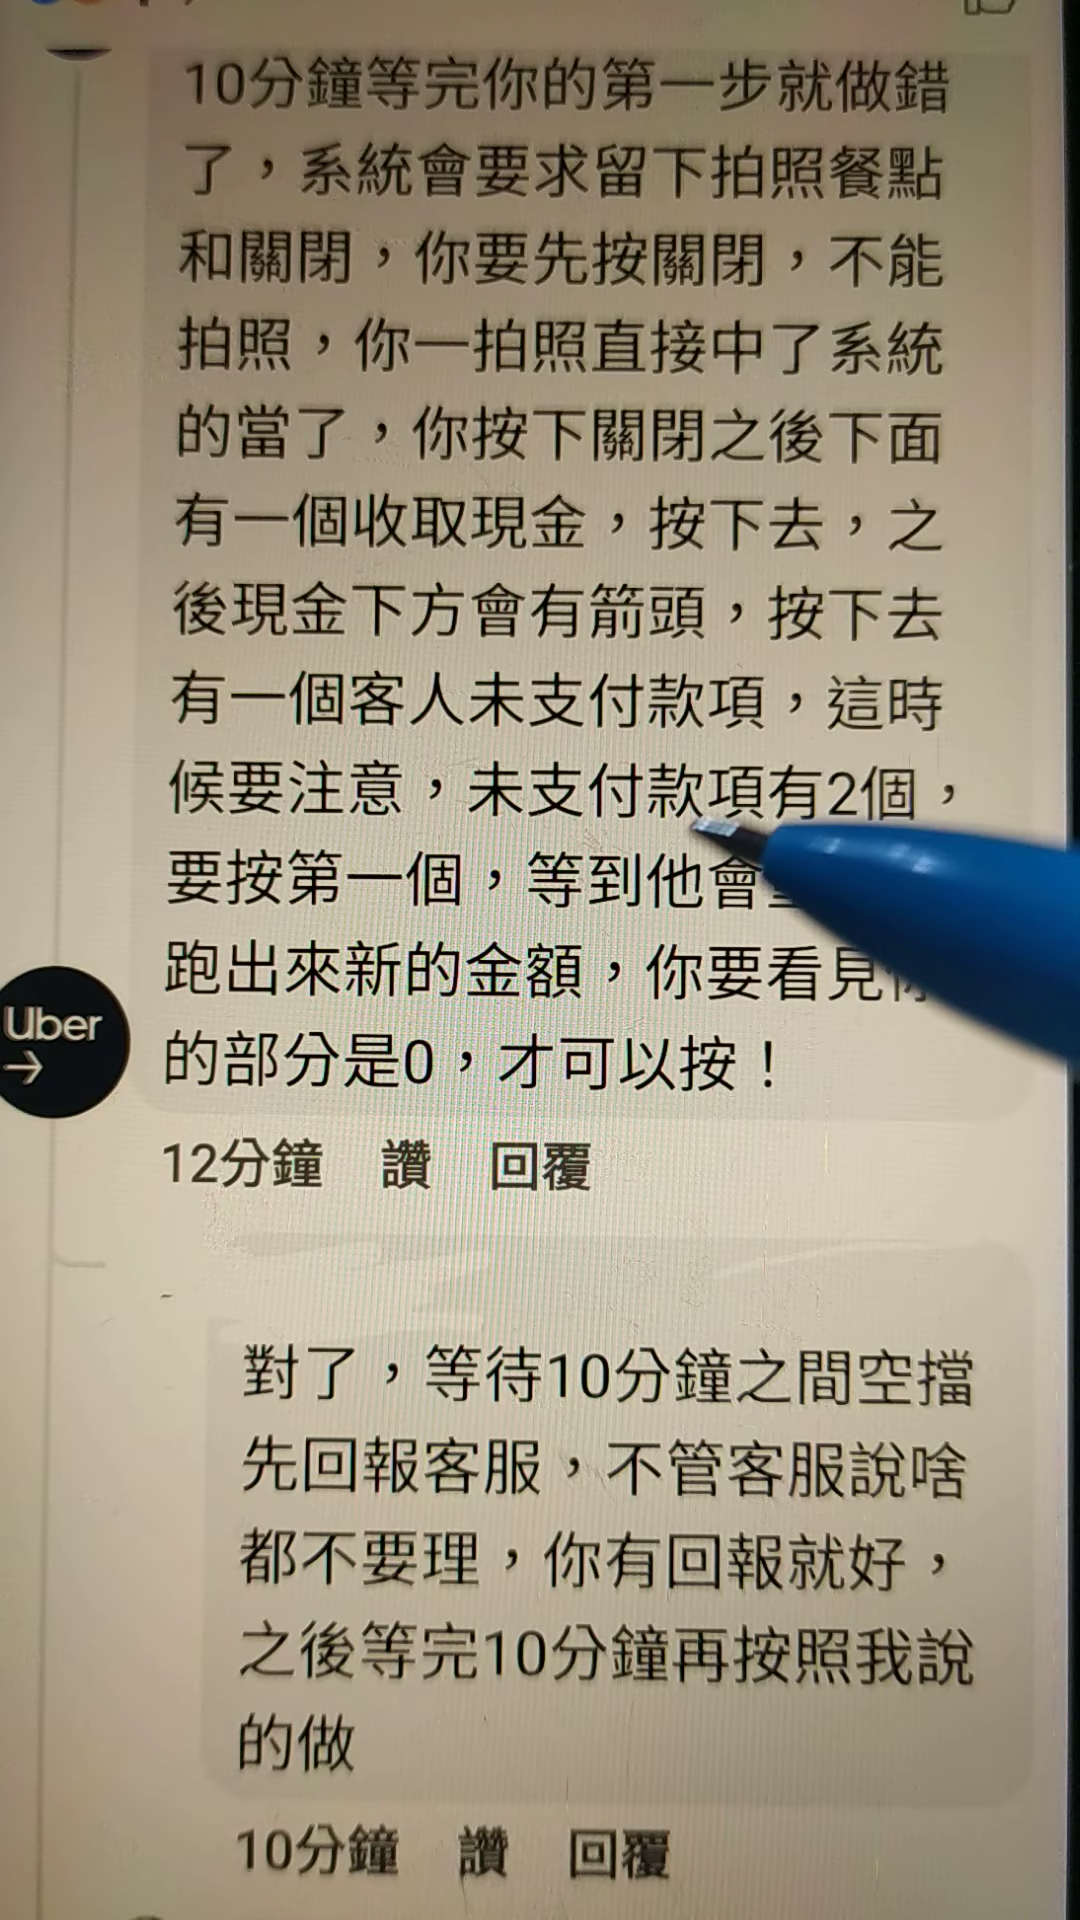 10分鐘等完你的第一步就做錯
了，系統會要求留下拍照餐點
和關閉，你要先按關閉，不能
拍照，你一拍照直接中了系統
的當了，你按下關閉之後下面
有一個收取現金，按下去，之
後現金下方會有箭頭，按下去
有一個客人未支付款項，這時
候要注意，未支付款項有2個，
要按第一個，等到他會
跑出來新的金額，你要看見
的部分是0，才可以按！
Uber
→
12分鐘 讚 回覆
對了，等待10分鐘之間空擋
先回報客服，不管客服說啥
都不要理，你有回報就好，
之後等完10分鐘再按照我說
的做
10分鐘 讚 回覆